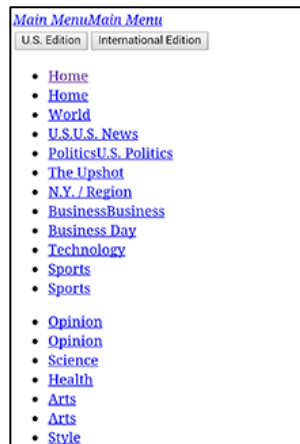 Main MenuMain Menu
U.S. Edition International Edition
Home
Home
World
U.S.U.S. News
PoliticsU.S. Politics
The Upshot
N.Y. / Region
BusinessBusiness
Business Day
Technology
Sports
Sports
Opinion
Opinion
Science
Health
Arts
Arts
Style